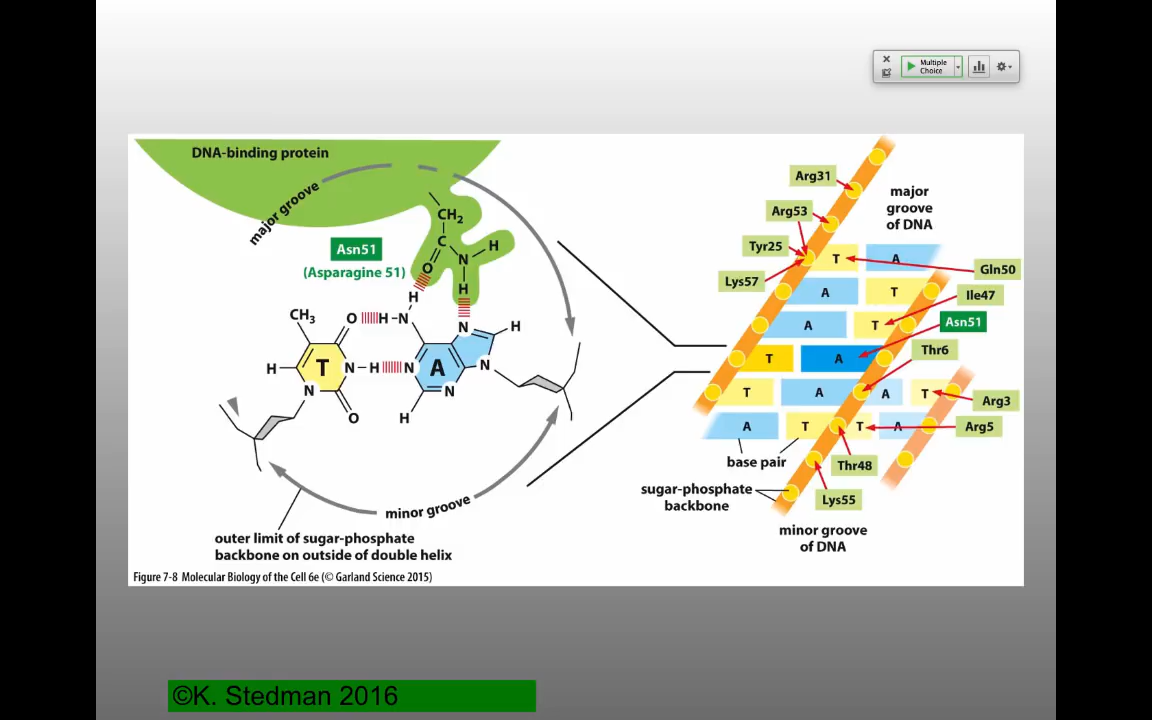 Multiple
Choice
DNA-binding protein
major groove
Asn51
(Asparagine 51)
CH2
C
N
H
O
H
H
CH3
O
H
N
N
H
H
T
N
H
N
A
N
N
N
O
H
minor groove
outer limit of sugar-phosphate
backbone on outside of double helix
Arg31
major
groove
of DNA
Arg53
Tyr25
T
A
Gln50
Lys57
A
T
Ile47
A
T
Asn51
T
A
Thr6
T
A
A
T
Arg3
A
T
T
A
Arg5
base pair
Thr48
sugar-phosphate
backbone
Lys55
minor groove
of DNA
Figure 7-8 Molecular Biology of the Cell 6e (© Garland Science 2015)
©K. Stedman 2016